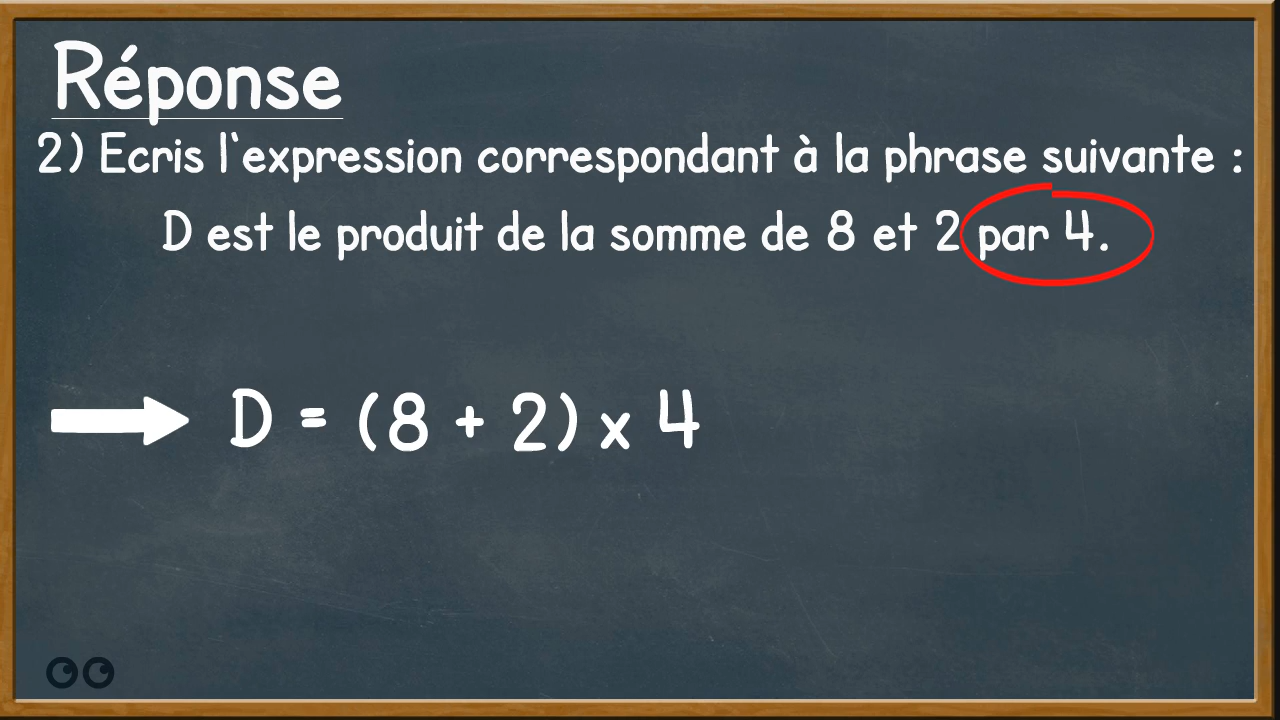 Réponse
2) Ecris l'expression correspondant à la phrase suivante :
D est le produit de la somme de 8 et 2 par 4.
D = (8 + 2) x 4